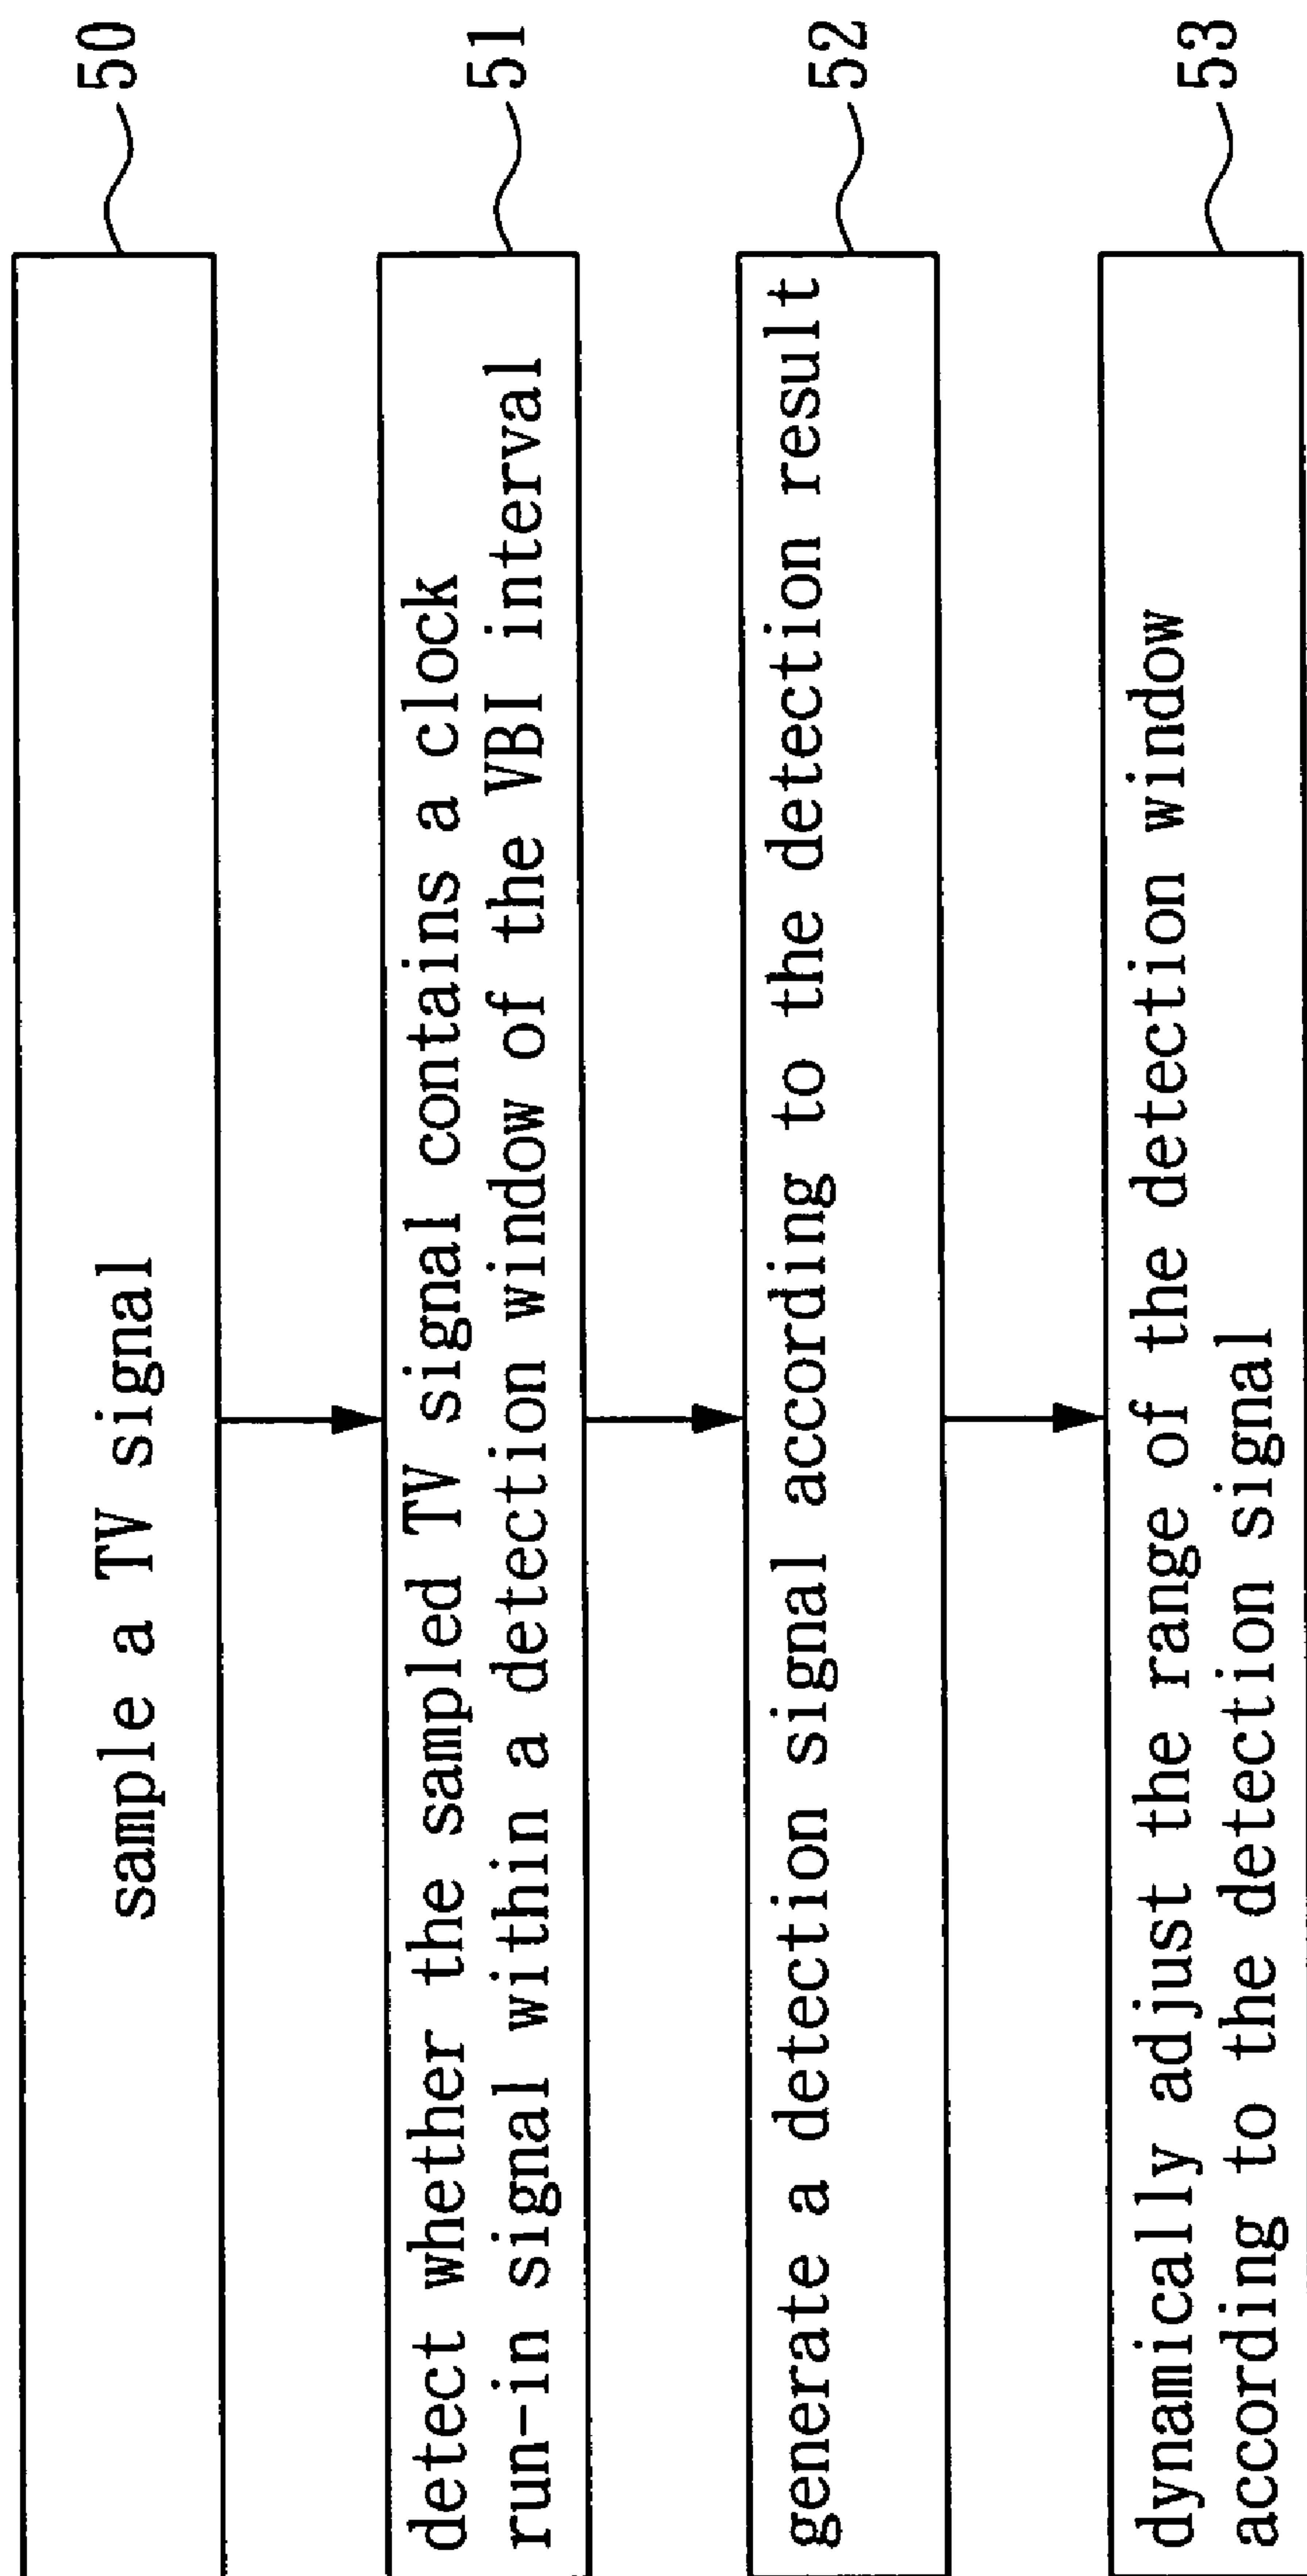 sample a TV signal
50
detect whether the sampled TV signal contains a clock
run-in signal within a detection window of the VBI interval
51
generate a detection signal according to the detection result
52
dynamically adjust the range of the detection window
according to the detection signal
53